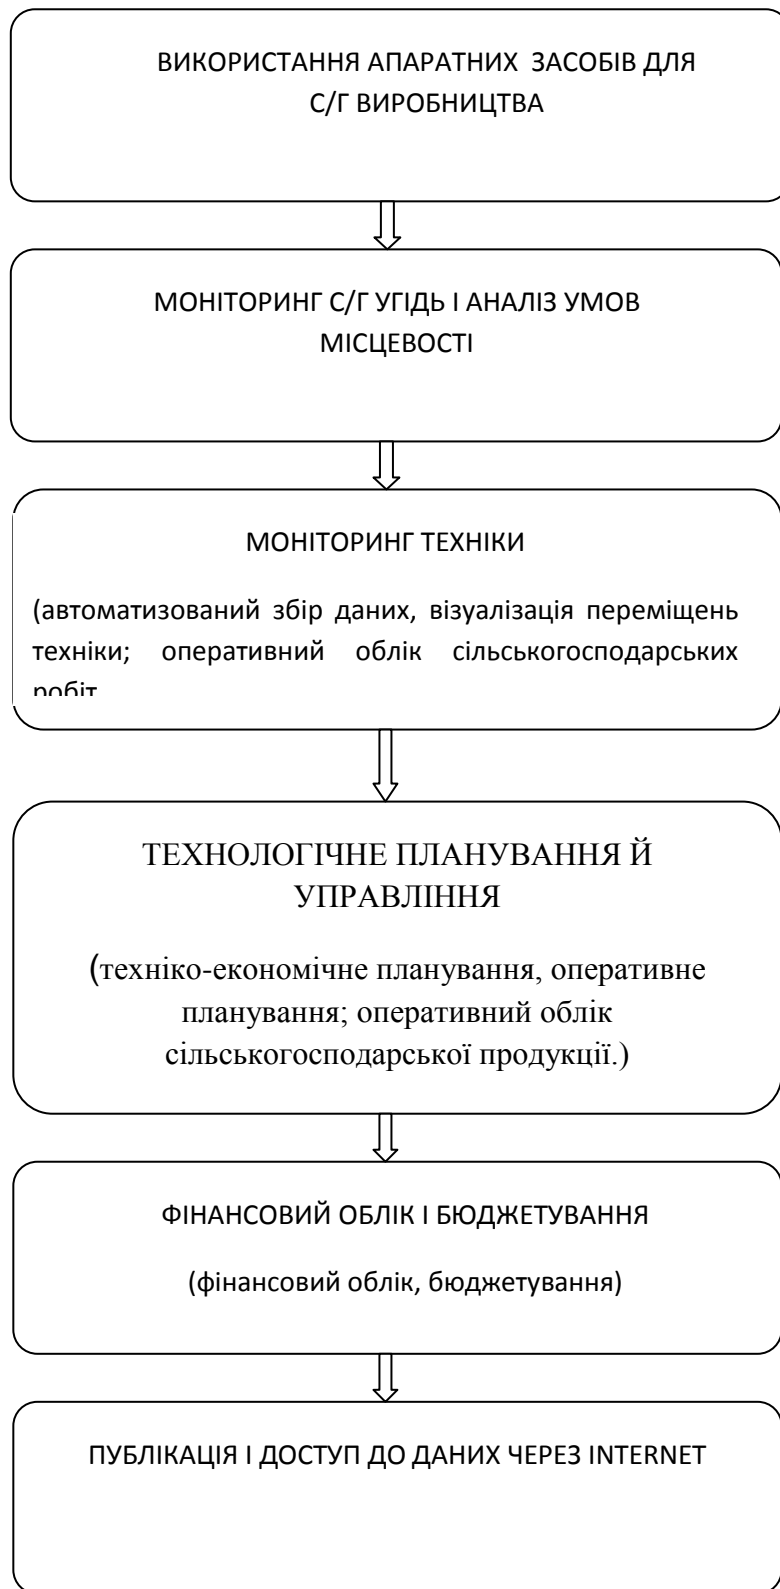 ВИКОРИСТАННЯ АПАРАТНИХ ЗАСОБІВ ДЛЯ
С/Г ВИРОБНИЦТВА
МОНІТОРИНГ С/Г УГІДЬ І АНАЛІЗ УМОВ
МІСЦЕВОСТІ
МОНІТОРИНГ ТЕХНІКИ
(автоматизований збір даних, візуалізація переміщень
техніки; оперативний облік сільськогосподарських
робіт
ТЕХНОЛОГІЧНЕ ПЛАНУВАННЯ Й
УПРАВЛІННЯ
(техніко-економічне планування, оперативне
планування; оперативний облік
сільськогосподарської продукції.)
ФІНАНСОВИЙ ОБЛІК І БЮДЖЕТУВАННЯ
(фінансовий облік, бюджетування)
ПУБЛІКАЦІЯ І ДОСТУП ДО ДАНИХ ЧЕРЕЗ INTERNET